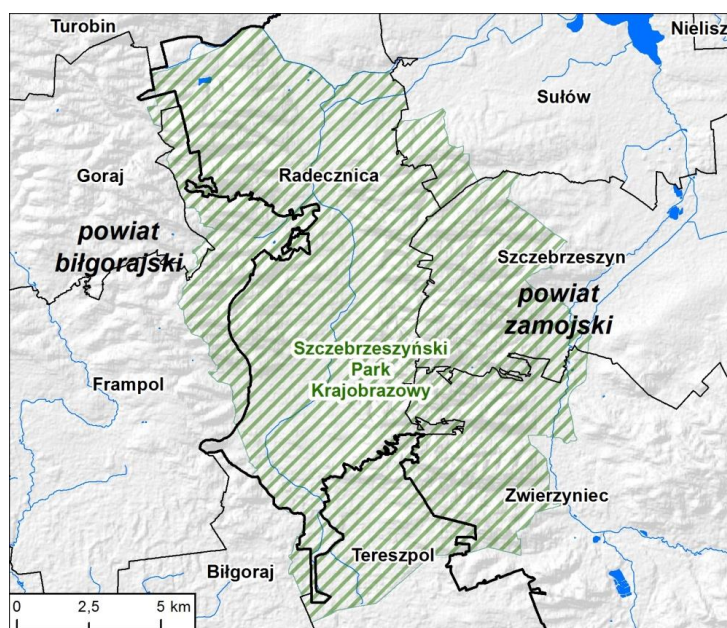 Turobin
Nielisz
Sułów
Goraj
Radecznica
powiat
biłgorajski
Szczebrzeszyn
powiat
zamojski
Szczebrzeszyński
Park
Krajobrazowy
Frampol
Zwierzyniec
Tereszpol
Biłgoraj
0 2,5 5 km